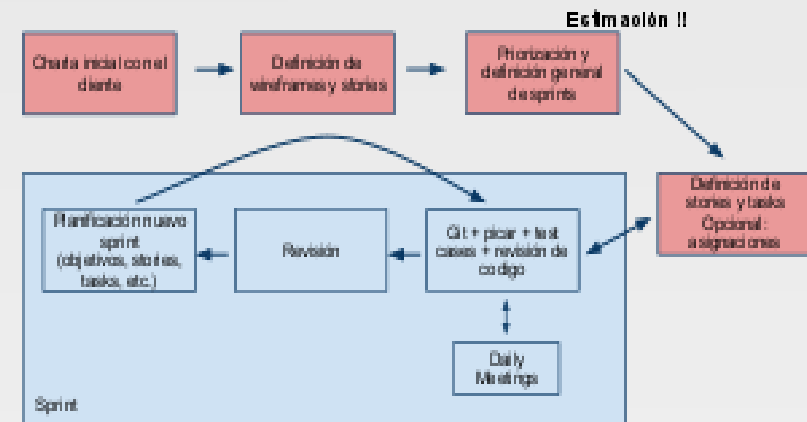 Estimación !!
Charla inicial con el
cliente
Definición de
wireframes y stories
Priorización y
definición general
de sprints
Definición de
stories y tasks
Opcional:
asignaciones
Planificación nuevo
sprint
(objetivos, stories,
tasks, etc.)
Revisión
Git + picar + test
cases + revisión de
codigo
Daily
Meetings
Sprint